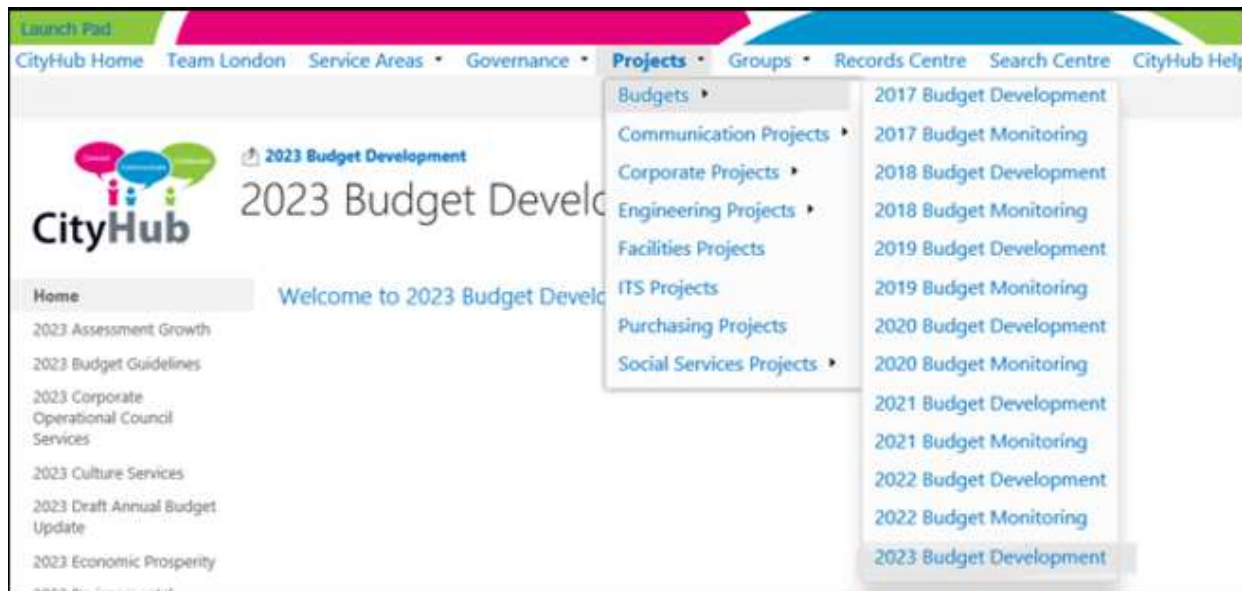 Launch Pad
CityHub Home Team London Service Areas Governance Projects Groups Records Centre Search Centre CityHub Help
Budgets
Communication Projects
Corporate Projects
Engineering Projects
Facilities Projects
ITS Projects
Purchasing Projects
Social Services Projects
2017 Budget Development
2017 Budget Monitoring
2018 Budget Development
2018 Budget Monitoring
2019 Budget Development
2019 Budget Monitoring
2020 Budget Development
2020 Budget Monitoring
2021 Budget Development
2021 Budget Monitoring
2022 Budget Development
2022 Budget Monitoring
2023 Budget Development
CityHub
2023 Budget Development
2023 Budget Develo
Welcome to 2023 Budget Develo
Home
2023 Assessment Growth
2023 Budget Guidelines
2023 Corporate
Operational Council
Services
2023 Culture Services
2023 Draft Annual Budget
Update
2023 Economic Prosperity